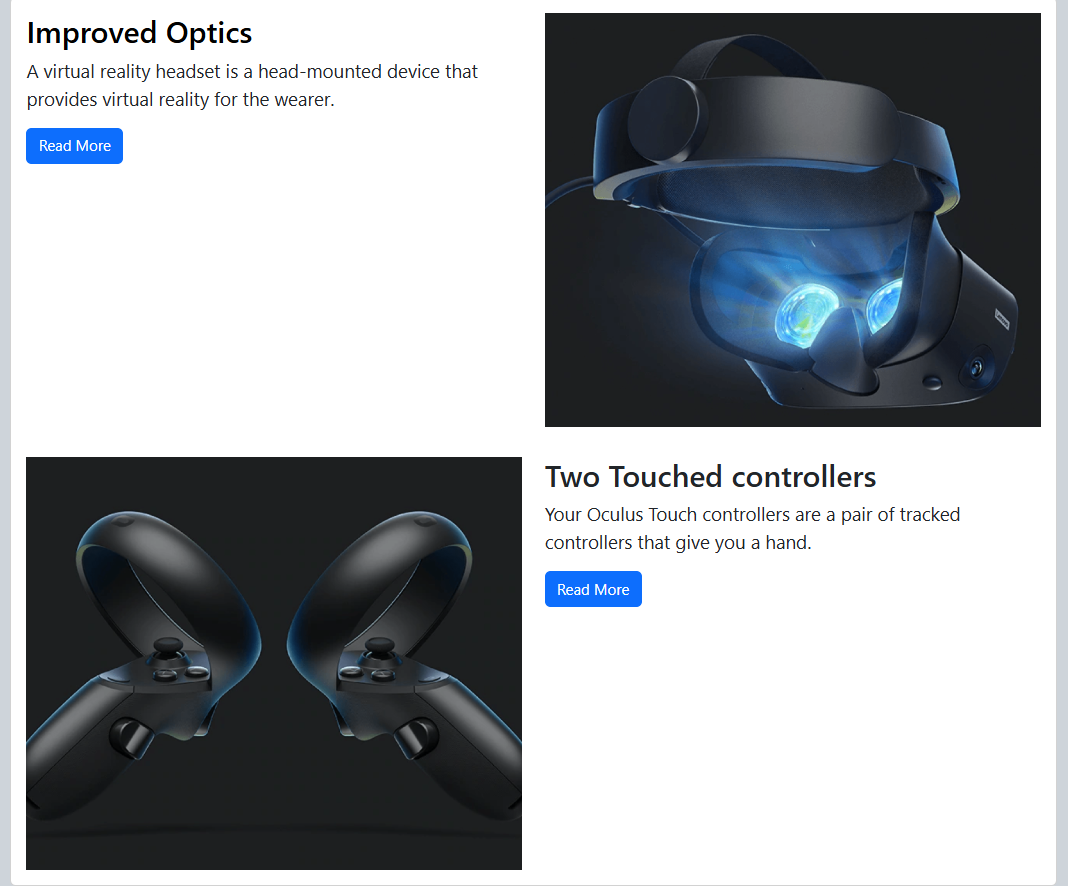 Improved Optics
A virtual reality headset is a head-mounted device that
provides virtual reality for the wearer.
Read More
Two Touched controllers
Your Oculus Touch controllers are a pair of tracked
controllers that give you a hand.
Read More